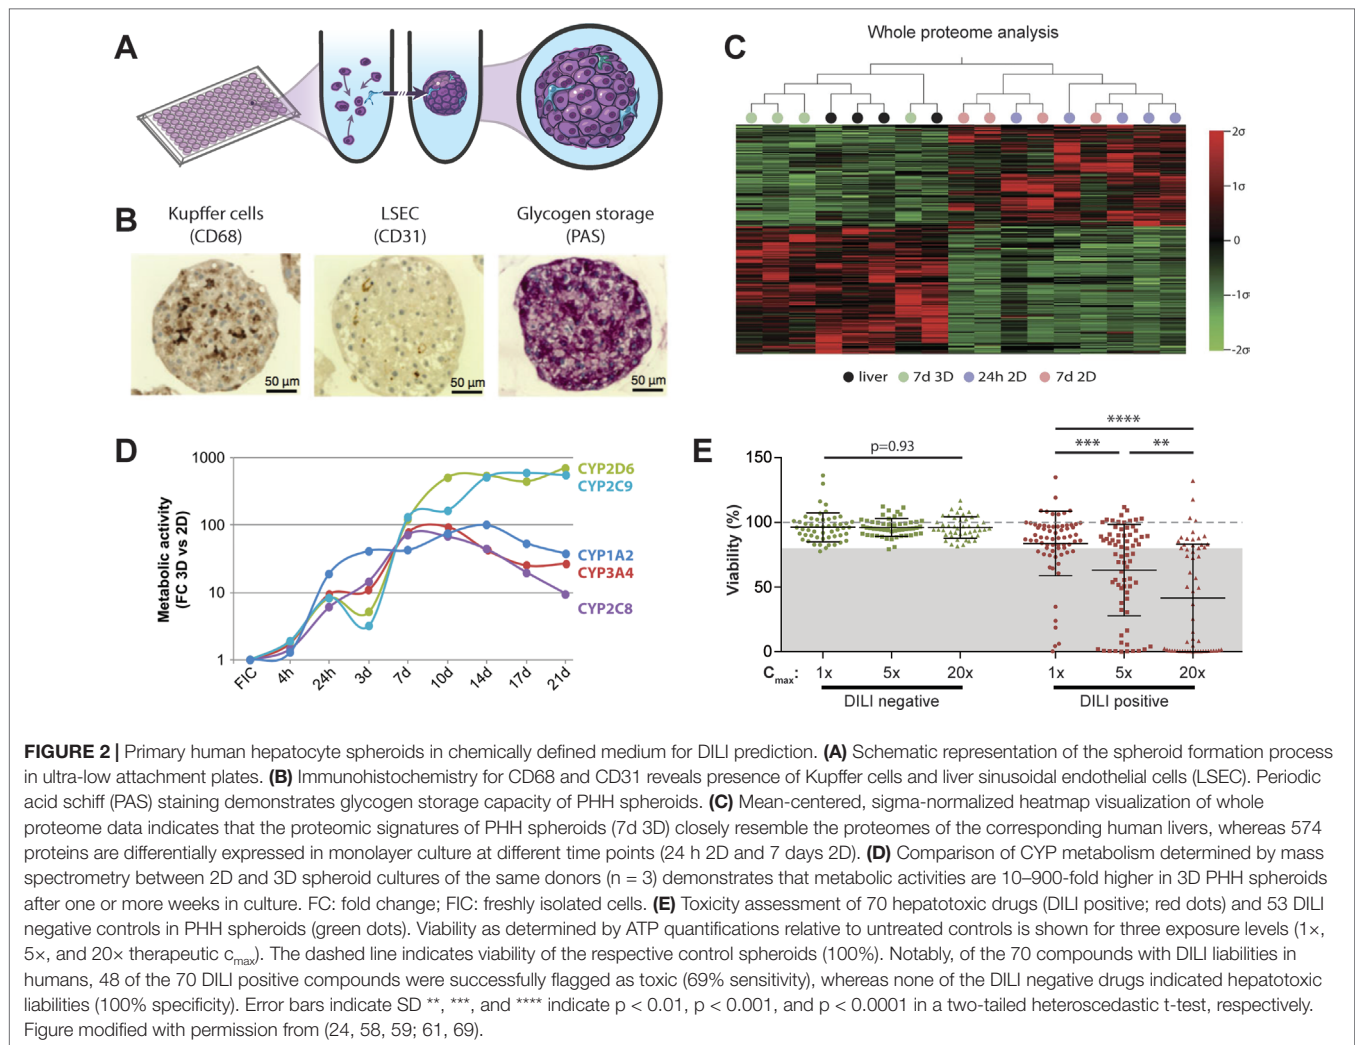 A
B
Kupffer cells
(CD68)
LSEC
(CD31)
Glycogen storage
(PAS)
50 µm
50 µm
50 µm
C
Whole proteome analysis
2σ
1σ
0
-1σ
-2σ
liver
7d 3D
24h 2D
7d 2D
D
Metabolic activity
(FC 3D vs 2D)
1000
100
10
1
FIC
4h
24h
3d
7d
10d
14d
17d
21d
CYP2D6
CYP2C9
CYP1A2
CYP3A4
CYP2C8
E
Viability (%)
150
100
50
0
p=0.93
****
***
**
Cmax:
1x
5x
20x
1x
5x
20x
DILI negative
DILI positive
FIGURE 2 | Primary human hepatocyte spheroids in chemically defined medium for DILI prediction. (A) Schematic representation of the spheroid formation process
in ultra-low attachment plates. (B) Immunohistochemistry for CD68 and CD31 reveals presence of Kupffer cells and liver sinusoidal endothelial cells (LSEC). Periodic
acid schiff (PAS) staining demonstrates glycogen storage capacity of PHH spheroids. (C) Mean-centered, sigma-normalized heatmap visualization of whole
proteome data indicates that the proteomic signatures of PHH spheroids (7d 3D) closely resemble the proteomes of the corresponding human livers, whereas 574
proteins are differentially expressed in monolayer culture at different time points (24 h 2D and 7 days 2D). (D) Comparison of CYP metabolism determined by mass
spectrometry between 2D and 3D spheroid cultures of the same donors (n = 3) demonstrates that metabolic activities are 10–900-fold higher in 3D PHH spheroids
after one or more weeks in culture. FC: fold change; FIC: freshly isolated cells. (E) Toxicity assessment of 70 hepatotoxic drugs (DILI positive; red dots) and 53 DILI
negative controls in PHH spheroids (green dots). Viability as determined by ATP quantifications relative to untreated controls is shown for three exposure levels (1×,
5×, and 20× therapeutic cmax). The dashed line indicates viability of the respective control spheroids (100%). Notably, of the 70 compounds with DILI liabilities in
humans, 48 of the 70 DILI positive compounds were successfully flagged as toxic (69% sensitivity), whereas none of the DILI negative drugs indicated hepatotoxic
liabilities (100% specificity). Error bars indicate SD **, ***, and **** indicate p < 0.01, p < 0.001, and p < 0.0001 in a two-tailed heteroscedastic t-test, respectively.
Figure modified with permission from (24, 58, 59; 61, 69).